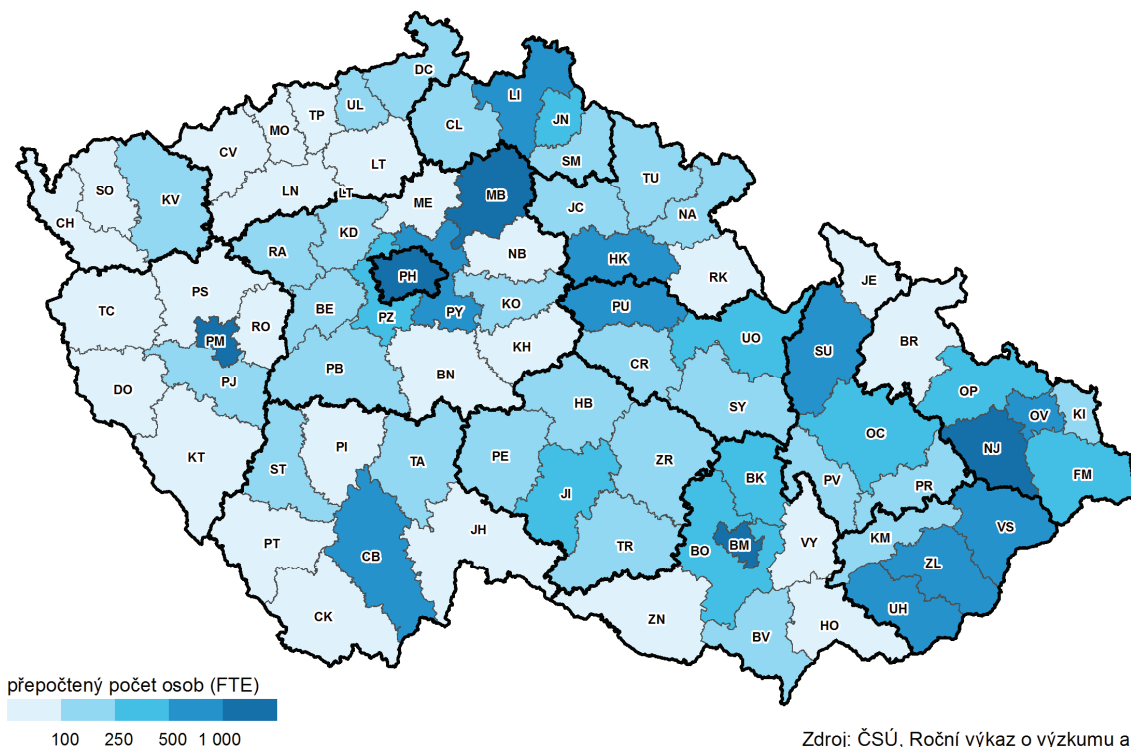 DC
LI
TP
UL
MO
CL
JN
CV
SM
LT
TU
SO
LN
LT
KV
ME
MB
JC
NA
CH
KD
RA
NB
HK
PH
RK
JE
PS
KO
TC
BE
PZ
PY
PU
RO
PM
UO
BR
KH
SU
CR
PB
BN
PJ
DO
OP
SY
HB
OV
KI
OC
PI
NJ
KT
ST
TA
PE
ZR
FM
BK
PV
PR
JI
VS
JH
KM
PT
TR
BO
BM
VY
CB
ZL
UH
CK
ZN
HO
BV
přepočtený počet osob (FTE)
100 250 500 1 000
Zdroj: ČSÚ, Roční výkaz o výzkumu a